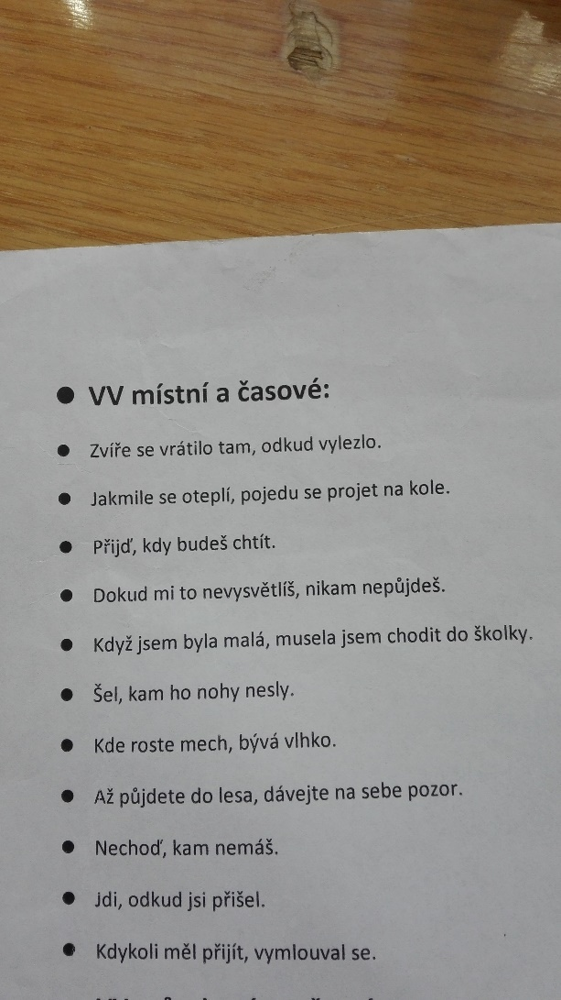 VV místní a časové:
Zvíře se vrátilo tam, odkud vylezlo.
Jakmile se oteplí, pojedu se projet na kole.
Přijď, kdy budeš chtít.
Dokud mi to nevysvětlíš, nikam nepůjdeš.
Když jsem byla malá, musela jsem chodit do školky.
Šel, kam ho nohy nesly.
Kde roste mech, bývá vlhko.
Až půjdete do lesa, dávejte na sebe pozor.
Nechoď, kam nemáš.
Jdi, odkud jsi přišel.
Kdykoli měl přijít, vymlouval se.